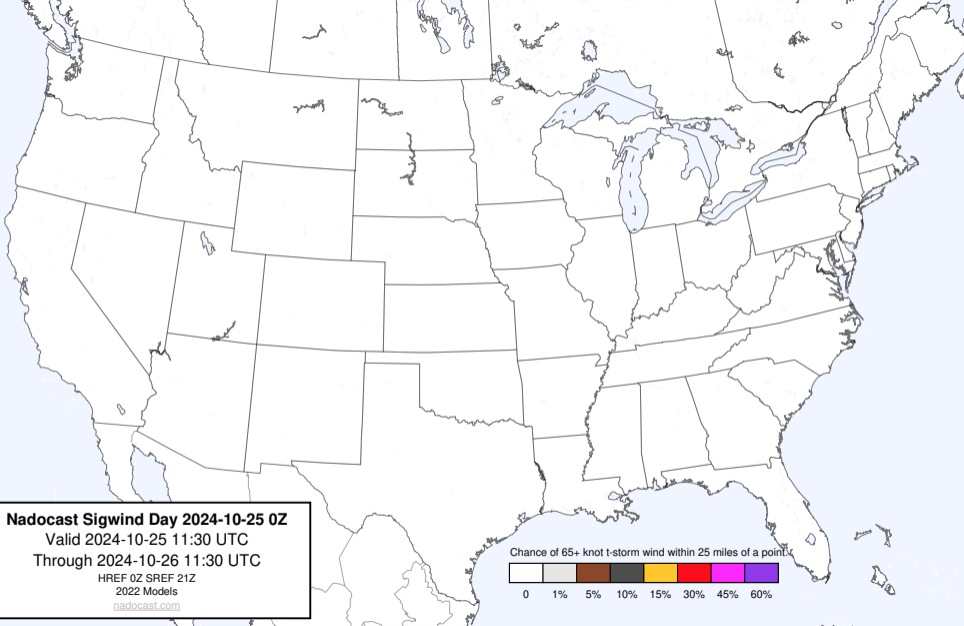 Nadocast Sigwind Day 2024-10-25 0Z
Valid 2024-10-25 11:30 UTC
Through 2024-10-26 11:30 UTC
HREF 0Z SREF 21Z
2022 Models
nadocast.com
Chance of 65+ knot t-storm wind within 25 miles of a point.
0 1% 5% 10% 15% 30% 45% 60%